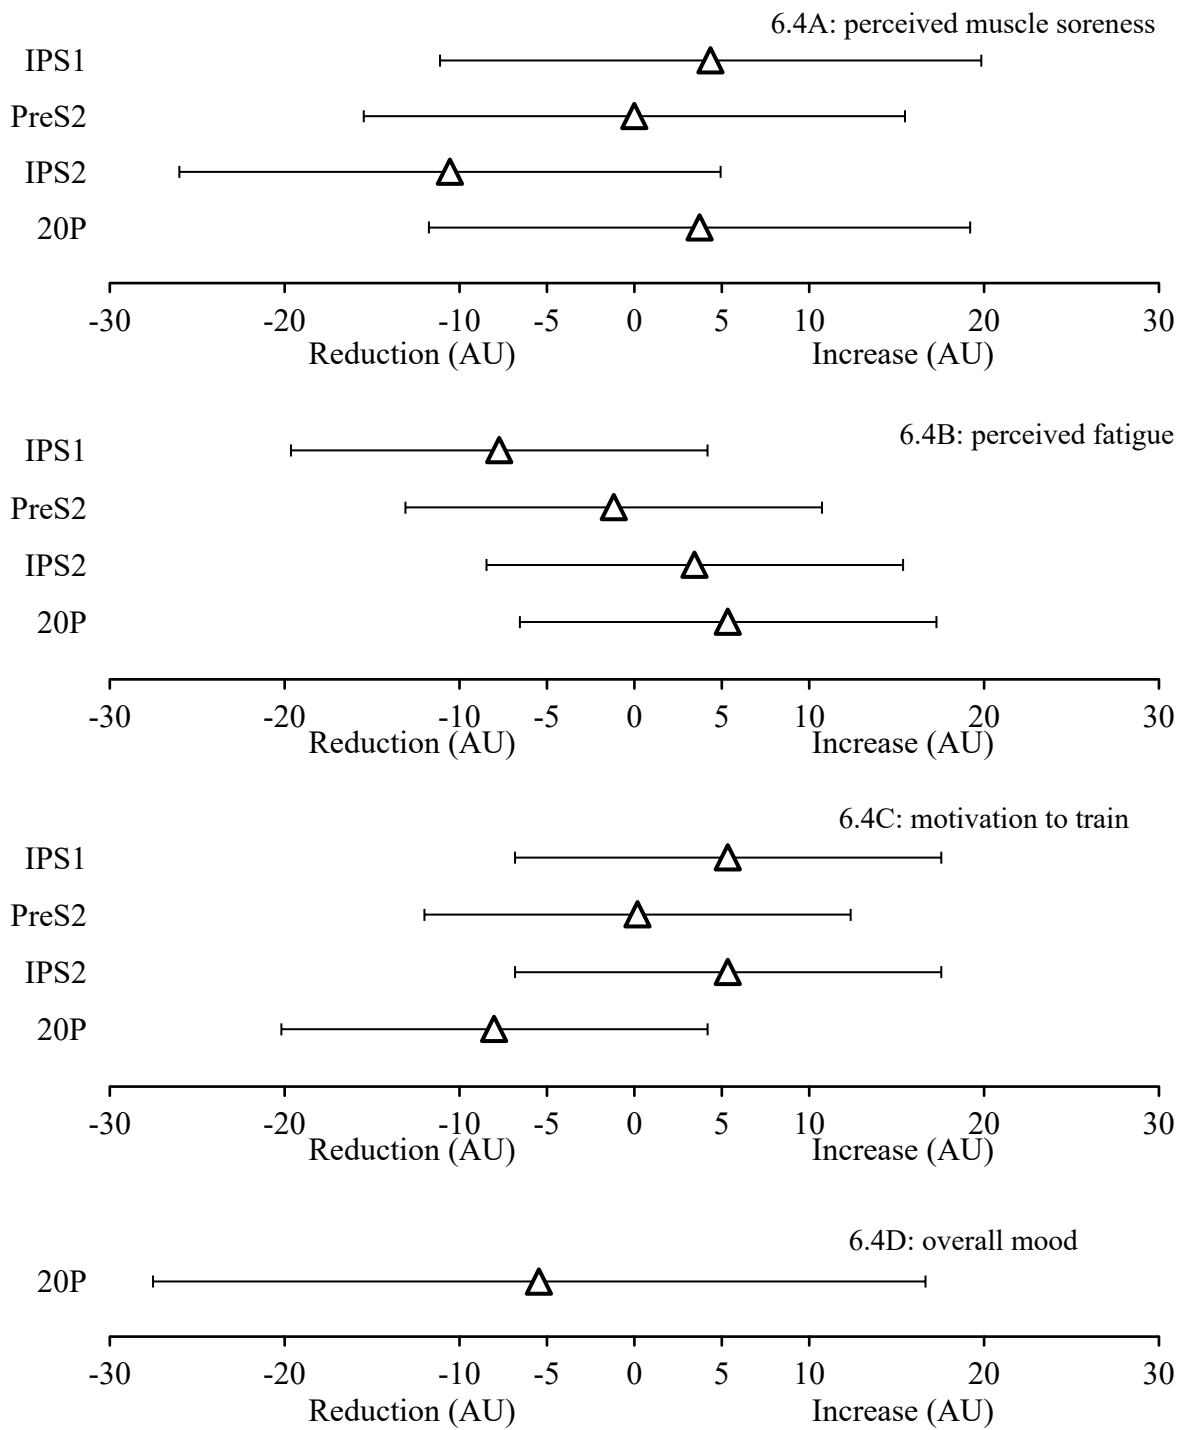 6.4A: perceived muscle soreness
IPS1
PreS2
IPS2
20P
-30 -20 -10 -5 0 5 10 20 30
Reduction (AU) Increase (AU)
6.4B: perceived fatigue
IPS1
PreS2
IPS2
20P
-30 -20 -10 -5 0 5 10 20 30
Reduction (AU) Increase (AU)
6.4C: motivation to train
IPS1
PreS2
IPS2
20P
-30 -20 -10 -5 0 5 10 20 30
Reduction (AU) Increase (AU)
6.4D: overall mood
20P
-30 -20 -10 -5 0 5 10 20 30
Reduction (AU) Increase (AU)